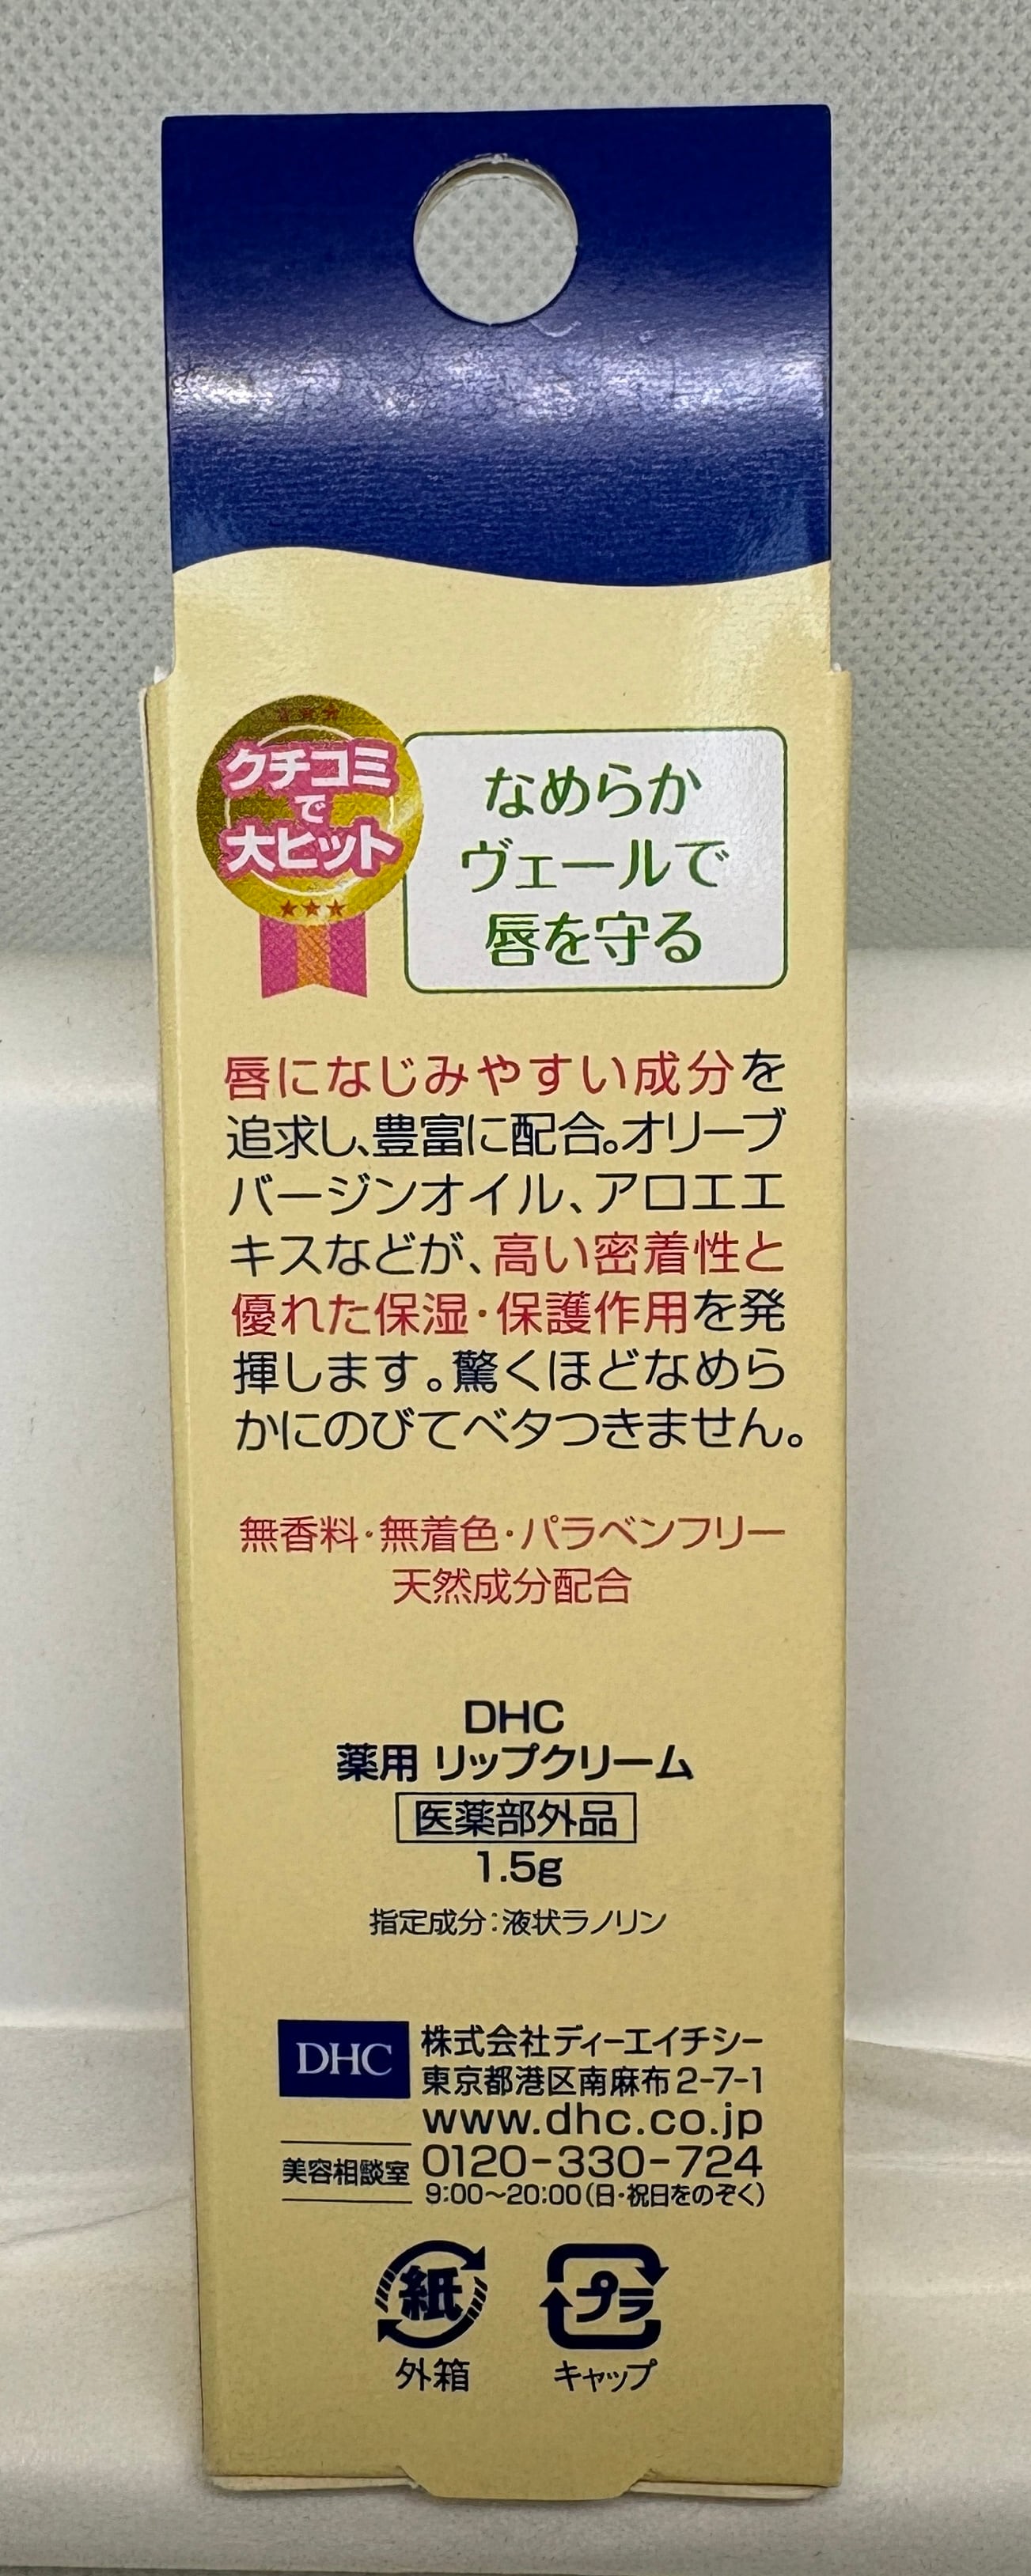 クチコミ
で
大ヒット
★★★
なめらか
ヴェールで
唇を守る
唇になじみやすい成分を
追求し、豊富に配合。オリーブ
バージンオイル、アロエエ
キスなどが、高い密着性と
優れた保湿・保護作用を発
揮します。驚くほどなめら
かにのびてベタつきません。
無香料・無着色・パラベンフリー
天然成分配合
DHC
薬用 リップクリーム
医薬部外品
1.5g
指定成分：液状ラノリン
DHC
株式会社ディーエイチシー
東京都港区南麻布2-7-1
www.dhc.co.jp
美容相談室
0120-330-724
9:00～20:00（日・祝日をのぞく）
紙
外箱
プラ
キャップ